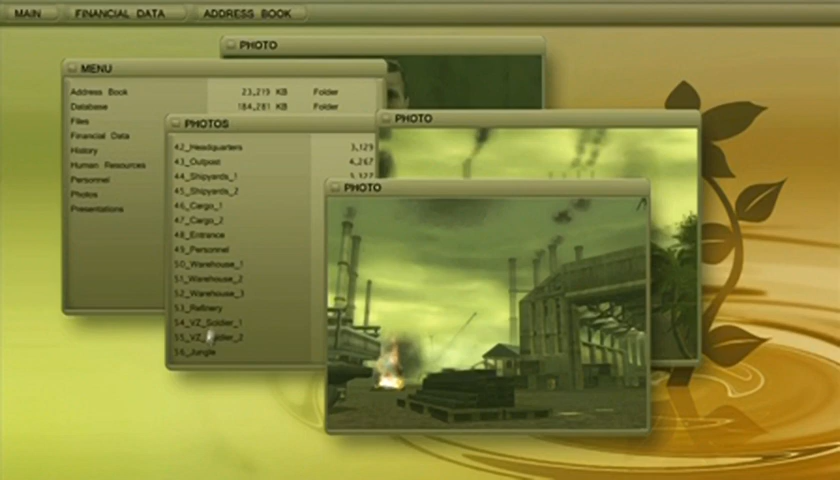 MAIN
FINANCIAL DATA
ADDRESS BOOK
PHOTO
MENU
Address Book 23,219 KB Folder
Database 184,281 KB Folder
Files
Financial Data
History
Human Resources
Personnel
Photos
Presentations
PHOTOS
42_Headquarters 3,129
43_Outpost 4,267
44_Shipyards_1
45_Shipyards_2
46_Cargo_1
47_Cargo_2
48_Entrance
49_Personnel
50_Warehouse_1
51_Warehouse_2
52_Warehouse_3
53_Refinery
54_VZ_Soldier_1
56_Jungle
PHOTO
PHOTO